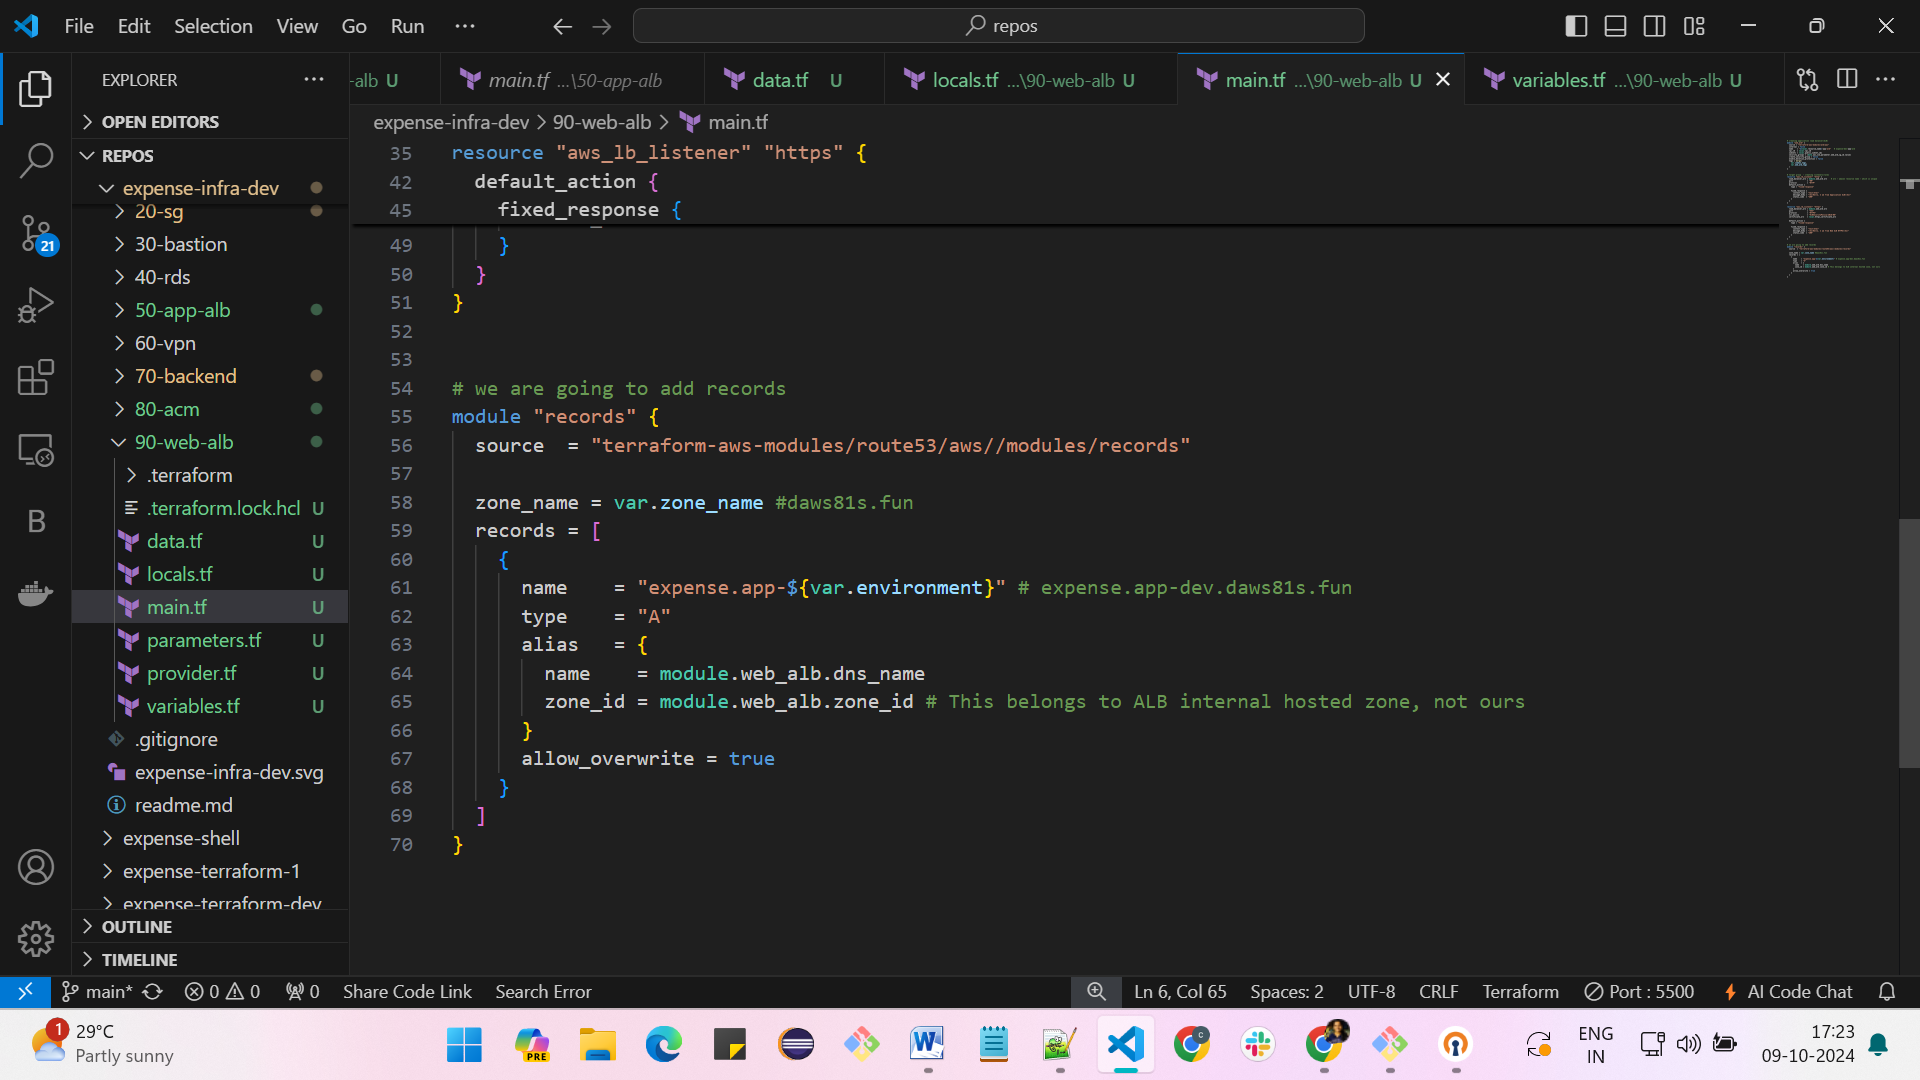 File Edit Selection View Go Run ···
repos
EXPLORER ···
-alb U
main.tf ...\50-app-alb
data.tf U
locals.tf ...\90-web-alb U
main.tf ...\90-web-alb U
variables.tf ...\90-web-alb U
OPEN EDITORS
REPOS
expense-infra-dev
20-sg
30-bastion
40-rds
50-app-alb
60-vpn
70-backend
80-acm
90-web-alb
.terraform
.terraform.lock.hcl U
data.tf U
locals.tf U
main.tf U
parameters.tf U
provider.tf U
variables.tf U
.gitignore
expense-infra-dev.svg
readme.md
expense-shell
expense-terraform-1
expense-terraform-dev
OUTLINE
TIMELINE
21
B
expense-infra-dev > 90-web-alb > main.tf
35 resource "aws_lb_listener" "https" {
42 default_action {
45 fixed_response {
49 }
50 }
51 }
52
53
54 # we are going to add records
55 module "records" {
56 source  = "terraform-aws-modules/route53/aws//modules/records"
57
58 zone_name = var.zone_name #daws81s.fun
59 records = [
60 {
61 name    = "expense.app-${var.environment}" # expense.app-dev.daws81s.fun
62 type    = "A"
63 alias   = {
64 name    = module.web_alb.dns_name
65 zone_id = module.web_alb.zone_id # This belongs to ALB internal hosted zone, not ours
66 }
67 allow_overwrite = true
68 }
69 ]
70 }
main* 0 0 0 Share Code Link Search Error
Ln 6, Col 65 Spaces: 2 UTF-8 CRLF Terraform Port : 5500 AI Code Chat
1
29°C
Partly sunny
PRE
W
C
ENG
IN
17:23
09-10-2024